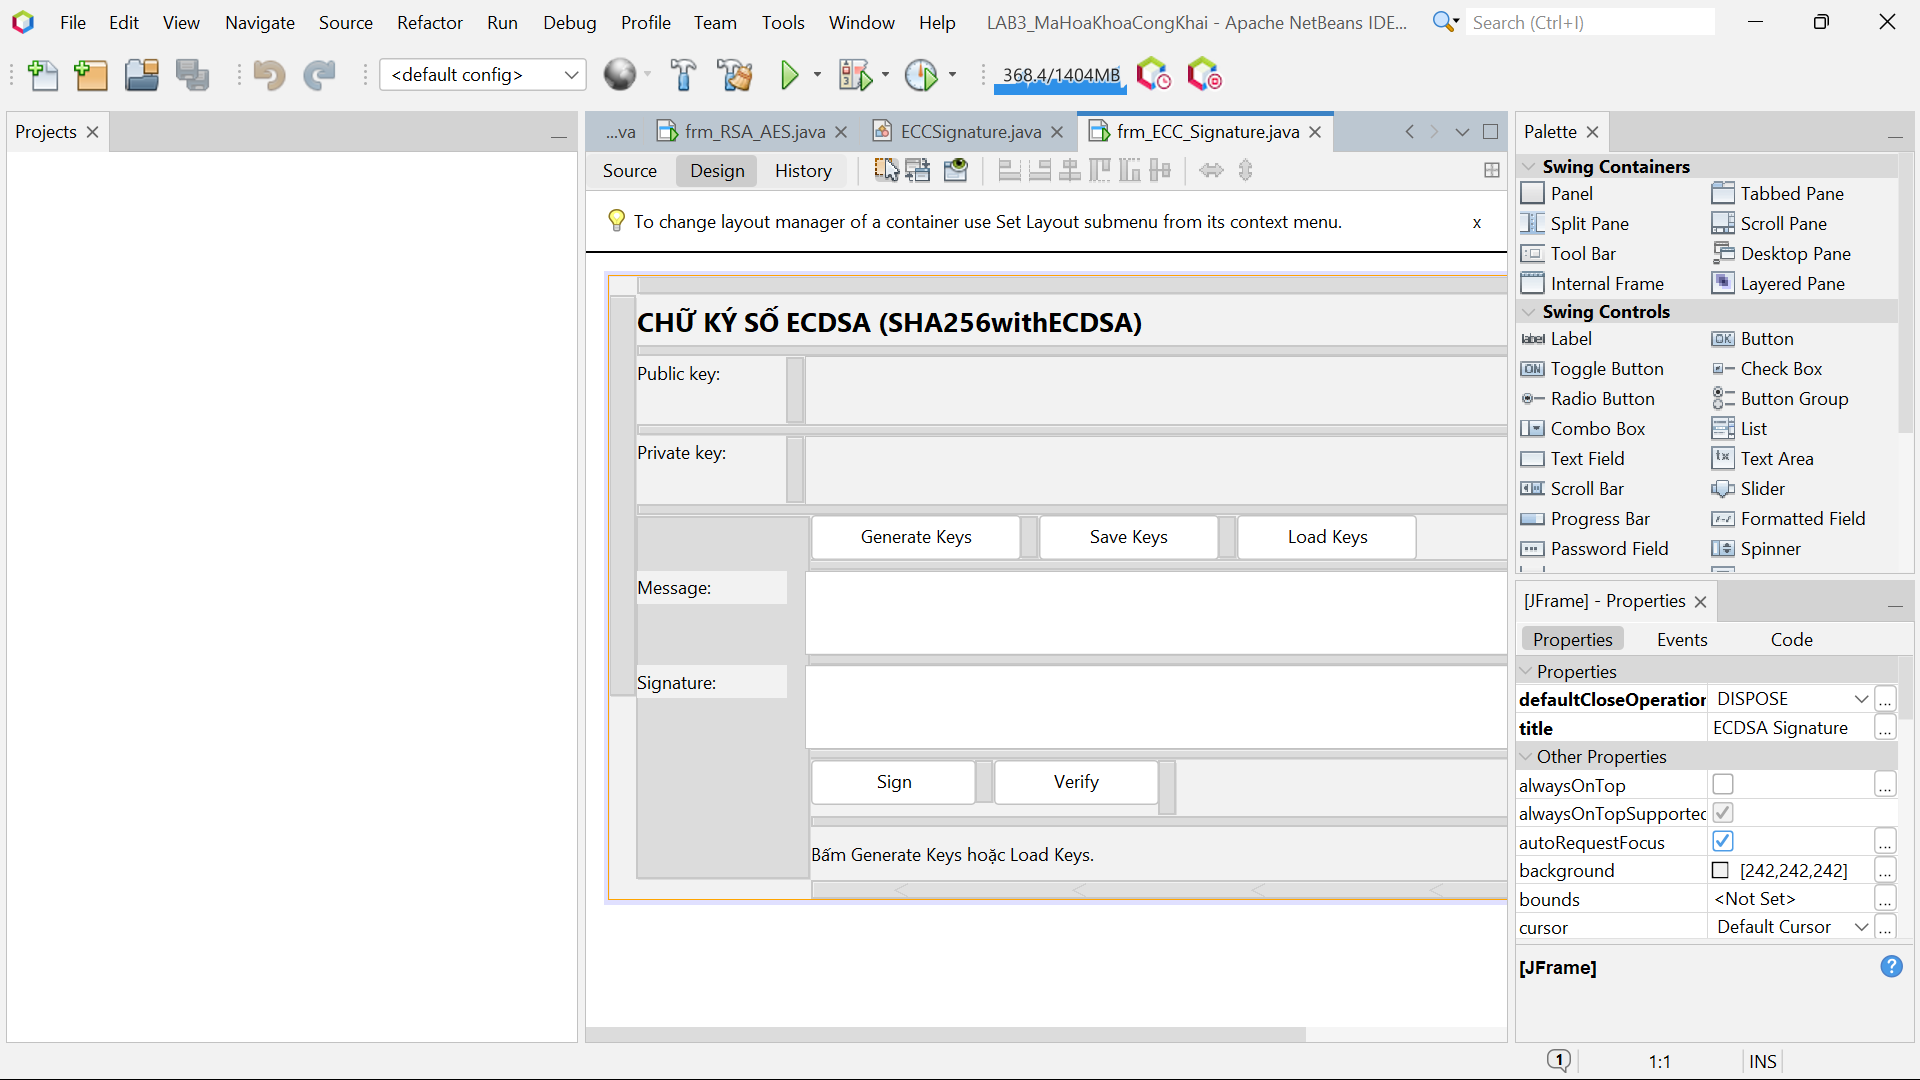 File Edit View Navigate Source Refactor Run Debug Profile Team Tools Window Help LAB3_MaHoaKhoaCongKhai - Apache NetBeans IDE... Search (Ctrl+I)
<default config> 368.4/1404MB
Projects
...va frm_RSA_AES.java ECCSignature.java frm_ECC_Signature.java
Source Design History
To change layout manager of a container use Set Layout submenu from its context menu. x
CHỮ KÝ SỐ ECDSA (SHA256withECDSA)
Public key:
Private key:
Generate Keys Save Keys Load Keys
Message:
Signature:
Sign Verify
Bấm Generate Keys hoặc Load Keys.
Palette
Swing Containers
Panel Tabbed Pane
Split Pane Scroll Pane
Tool Bar Desktop Pane
Internal Frame Layered Pane
Swing Controls
label Label OK Button
ON Toggle Button Check Box
Radio Button Button Group
Combo Box List
Text Field tx Text Area
Scroll Bar Slider
Progress Bar Formatted Field
Password Field Spinner
[JFrame] - Properties
Properties Events Code
Properties
defaultCloseOperation DISPOSE ...
title ECDSA Signature ...
Other Properties
alwaysOnTop ...
alwaysOnTopSupported
autoRequestFocus ...
background [242,242,242] ...
bounds <Not Set> ...
cursor Default Cursor ...
[JFrame] ?
1 1:1 INS